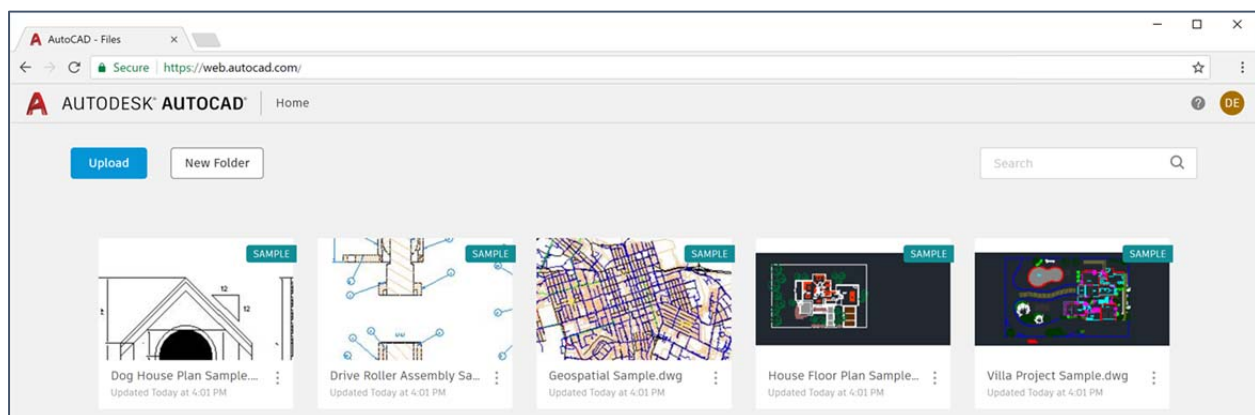 AutoCAD - Files
Secure https://web.autocad.com/
AUTODESK® AUTOCAD® Home DE
Upload New Folder Search
SAMPLE SAMPLE SAMPLE SAMPLE SAMPLE
12
12
Dog House Plan Sample.... Drive Roller Assembly Sa... Geospatial Sample.dwg House Floor Plan Sample... Villa Project Sample.dwg
Updated Today at 4:01 PM Updated Today at 4:01 PM Updated Today at 4:01 PM Updated Today at 4:01 PM Updated Today at 4:01 PM